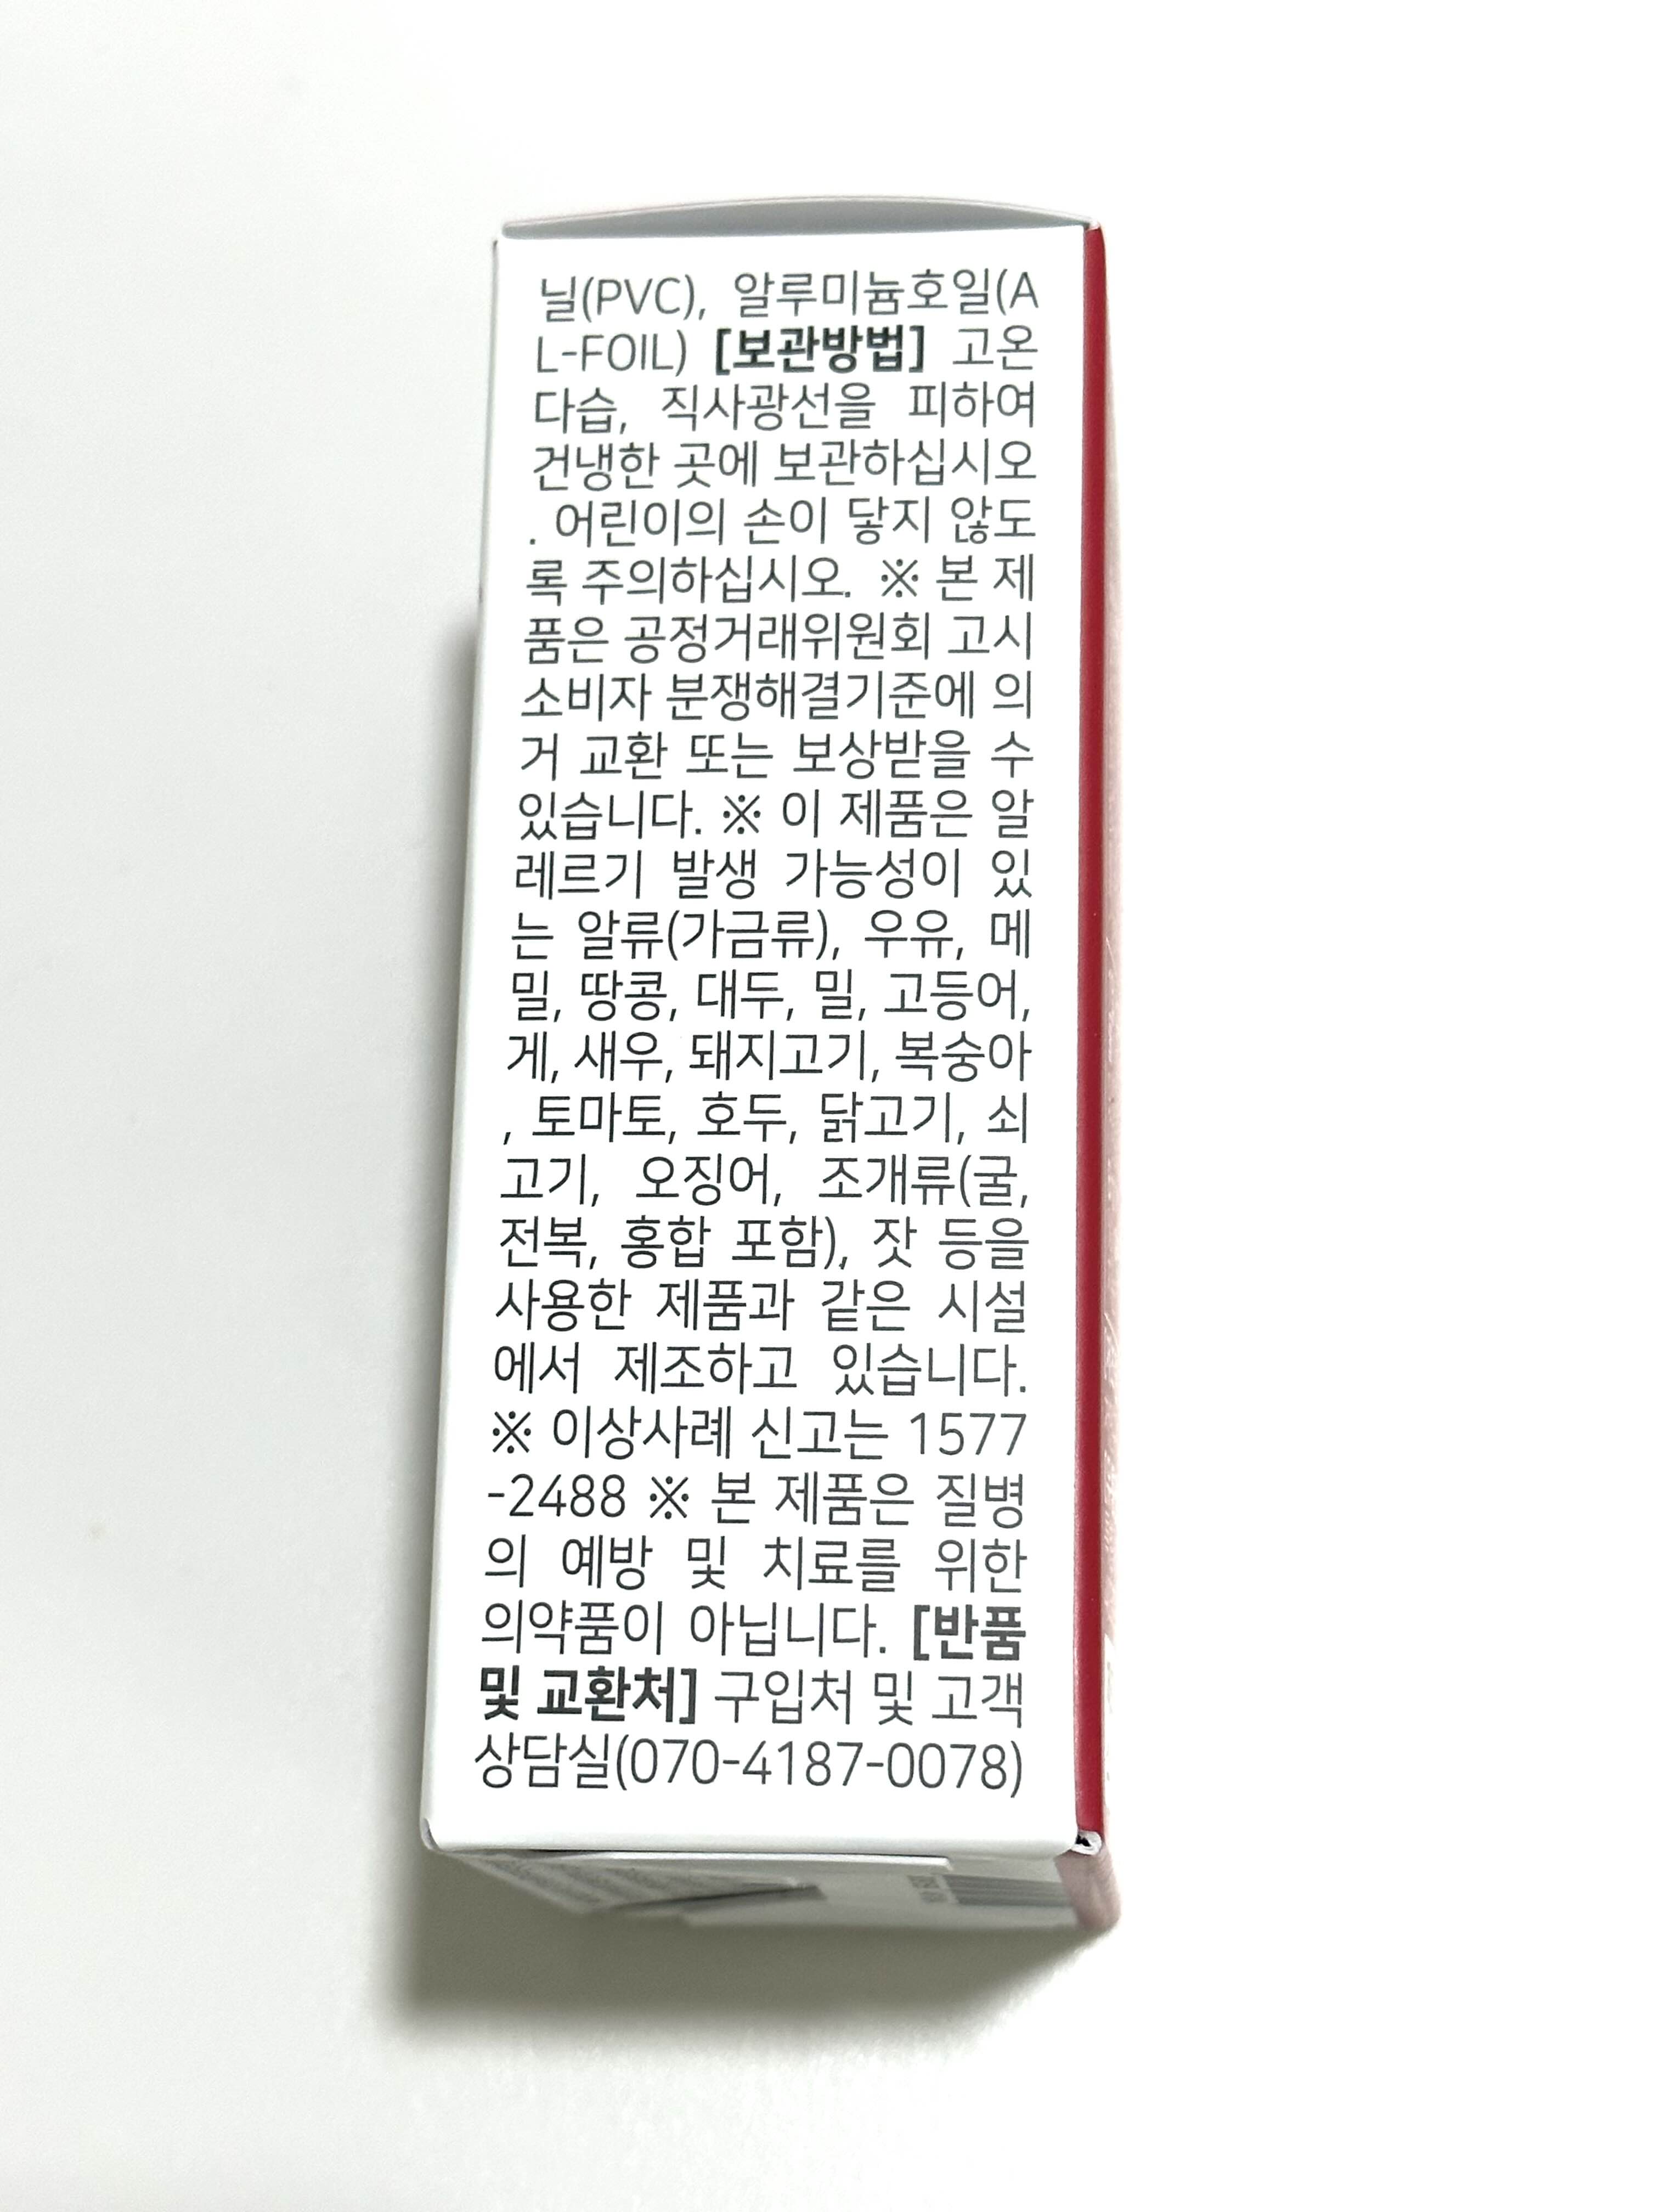 닐(PVC), 알루미늄호일(A
L-FOIL) [보관방법] 고온
다습, 직사광선을 피하여
건냉한 곳에 보관하십시오
. 어린이의 손이 닿지 않도
록 주의하십시오. ※ 본 제
품은 공정거래위원회 고시
소비자 분쟁해결기준에 의
거 교환 또는 보상받을 수
있습니다. ※ 이 제품은 알
레르기 발생 가능성이 있
는 알류(가금류), 우유, 메
밀, 땅콩, 대두, 밀, 고등어,
게, 새우, 돼지고기, 복숭아
, 토마토, 호두, 닭고기, 쇠
고기, 오징어, 조개류(굴,
전복, 홍합 포함), 잣 등을
사용한 제품과 같은 시설
에서 제조하고 있습니다.
※ 이상사례 신고는 1577
-2488 ※ 본 제품은 질병
의 예방 및 치료를 위한
의약품이 아닙니다. [반품
및 교환처] 구입처 및 고객
상담실(070-4187-0078)